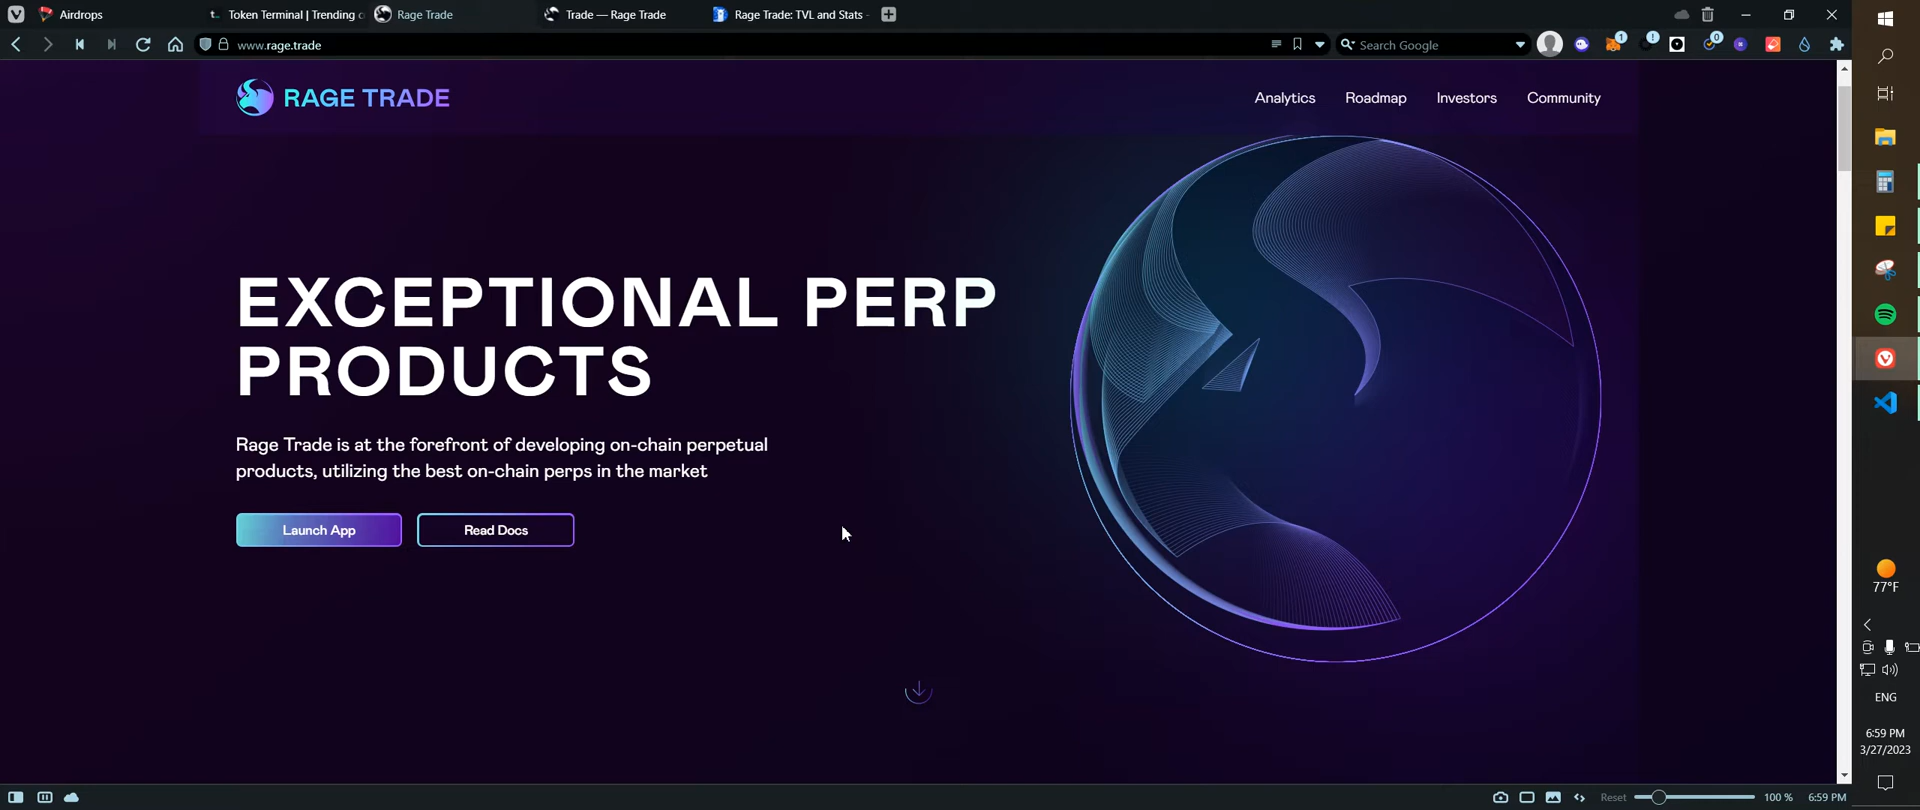 Airdrops
Token Terminal | Trending
Rage Trade
Trade — Rage Trade
Rage Trade: TVL and Stats -
www.rage.trade
Search Google
1
!
0
RAGE TRADE
Analytics
Roadmap
Investors
Community
EXCEPTIONAL PERP
PRODUCTS
Rage Trade is at the forefront of developing on-chain perpetual
products, utilizing the best on-chain perps in the market
Launch App
Read Docs
77°F
ENG
6:59 PM
3/27/2023
Reset
100 %
6:59 PM